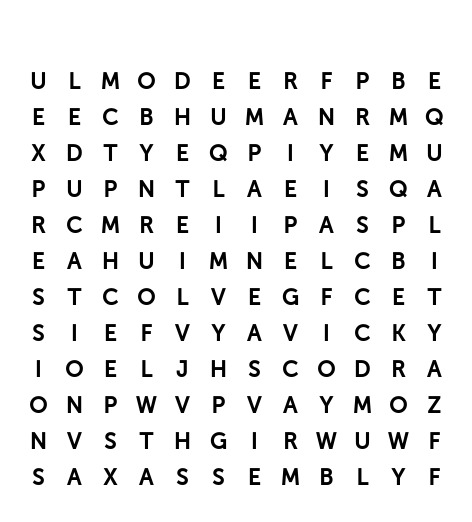 U L M O D E E R F P B E
E E C B H U M A N R M Q
X D T Y E Q P I Y E M U
P U P N T L A E I S Q A
R C M R E I I P A S P L
E A H U I M N E L C B I
S T C O L V E G F C E T
S I E F V Y A V I C K Y
I O E L J H S C O D R A
O N P W V P V A Y M O Z
N V S T H G I R W U W F
S A X A S S E M B L Y F